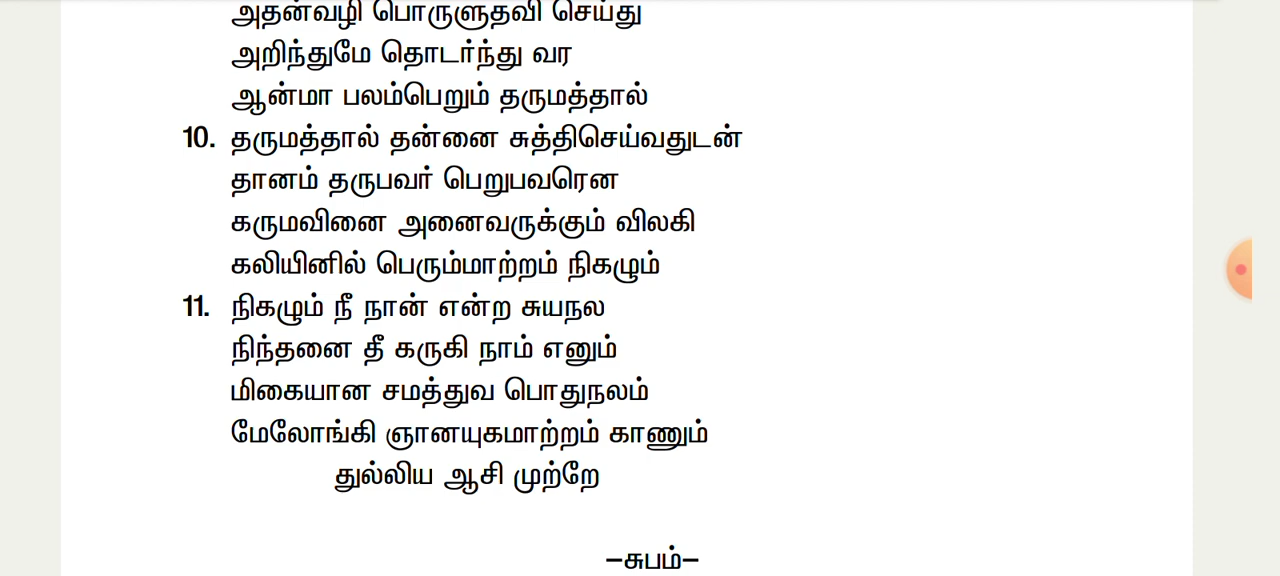 அதன்வழி பொருளுதவி செய்து
அறிந்துமே தொடர்ந்து வர
ஆன்மா பலம்பெறும் தருமத்தால்
10. தருமத்தால் தன்னை சுத்திசெய்வதுடன்
தானம் தருபவர் பெறுபவரென
கருமவினை அனைவருக்கும் விலகி
கலியினில் பெரும்மாற்றம் நிகழும்
11. நிகழும் நீ நான் என்ற சுயநல
நிந்தனை தீ கருகி நாம் எனும்
மிகையான சமத்துவ பொதுநலம்
மேலோங்கி ஞானயுகமாற்றம் காணும்
துல்லிய ஆசி முற்றே
–சுபம்–